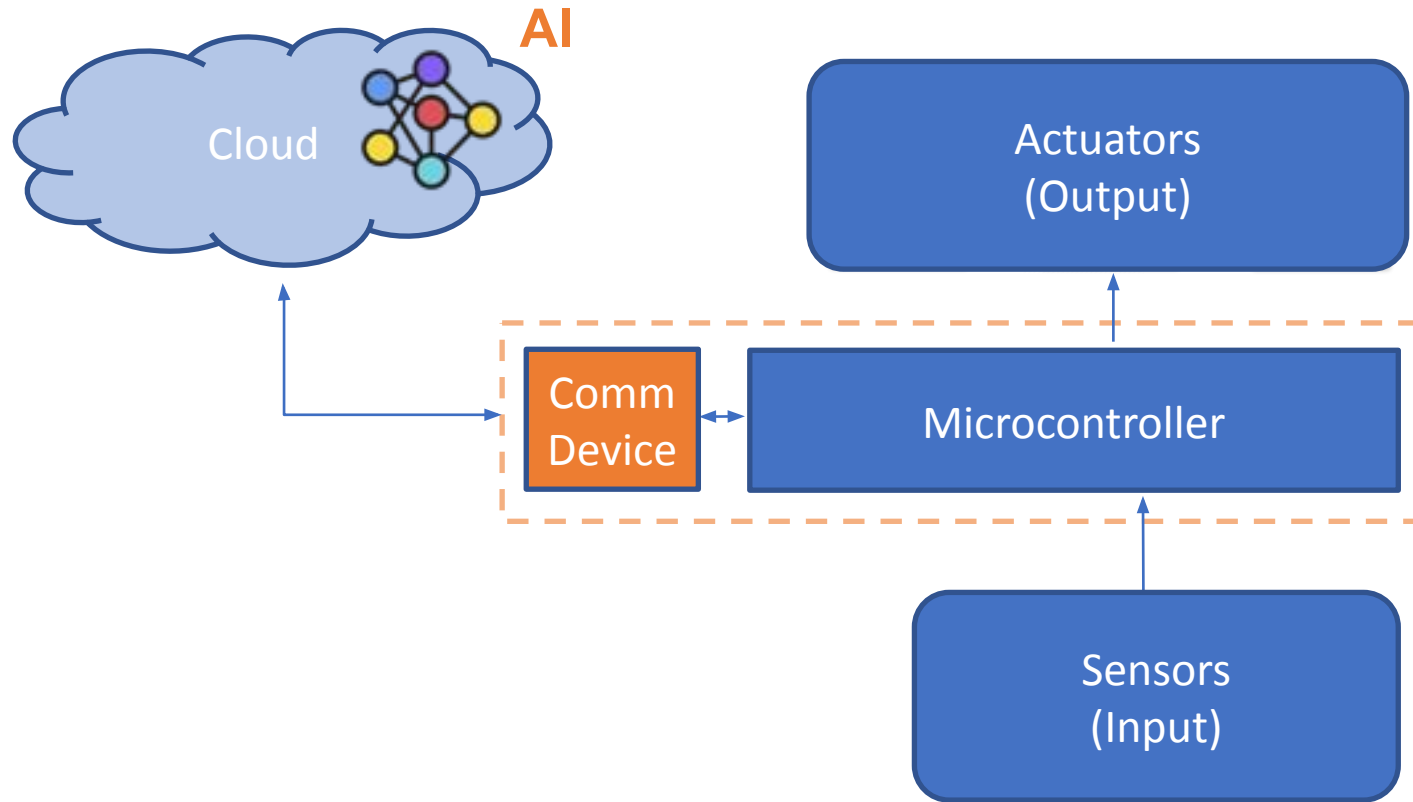 AI
Cloud
Actuators
(Output)
Comm
Device
Microcontroller
Sensors
(Input)